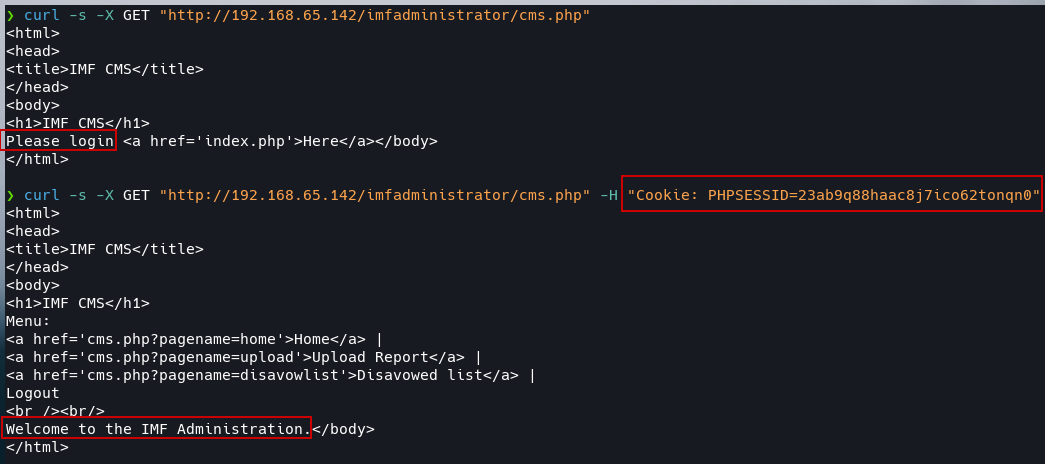 ❯ curl -s -X GET "http://192.168.65.142/imfadministrator/cms.php"
<html>
<head>
<title>IMF CMS</title>
</head>
<body>
<h1>IMF CMS</h1>
Please login <a href='index.php'>Here</a></body>
</html>
❯ curl -s -X GET "http://192.168.65.142/imfadministrator/cms.php" -H "Cookie: PHPSESSID=23ab9q88haac8j7ico62tonqn0"
<html>
<head>
<title>IMF CMS</title>
</head>
<body>
<h1>IMF CMS</h1>
Menu:
<a href='cms.php?pagename=home'>Home</a> |
<a href='cms.php?pagename=upload'>Upload Report</a> |
<a href='cms.php?pagename=disavowlist'>Disavowed list</a> |
Logout
<br /><br/>
Welcome to the IMF Administration.</body>
</html>